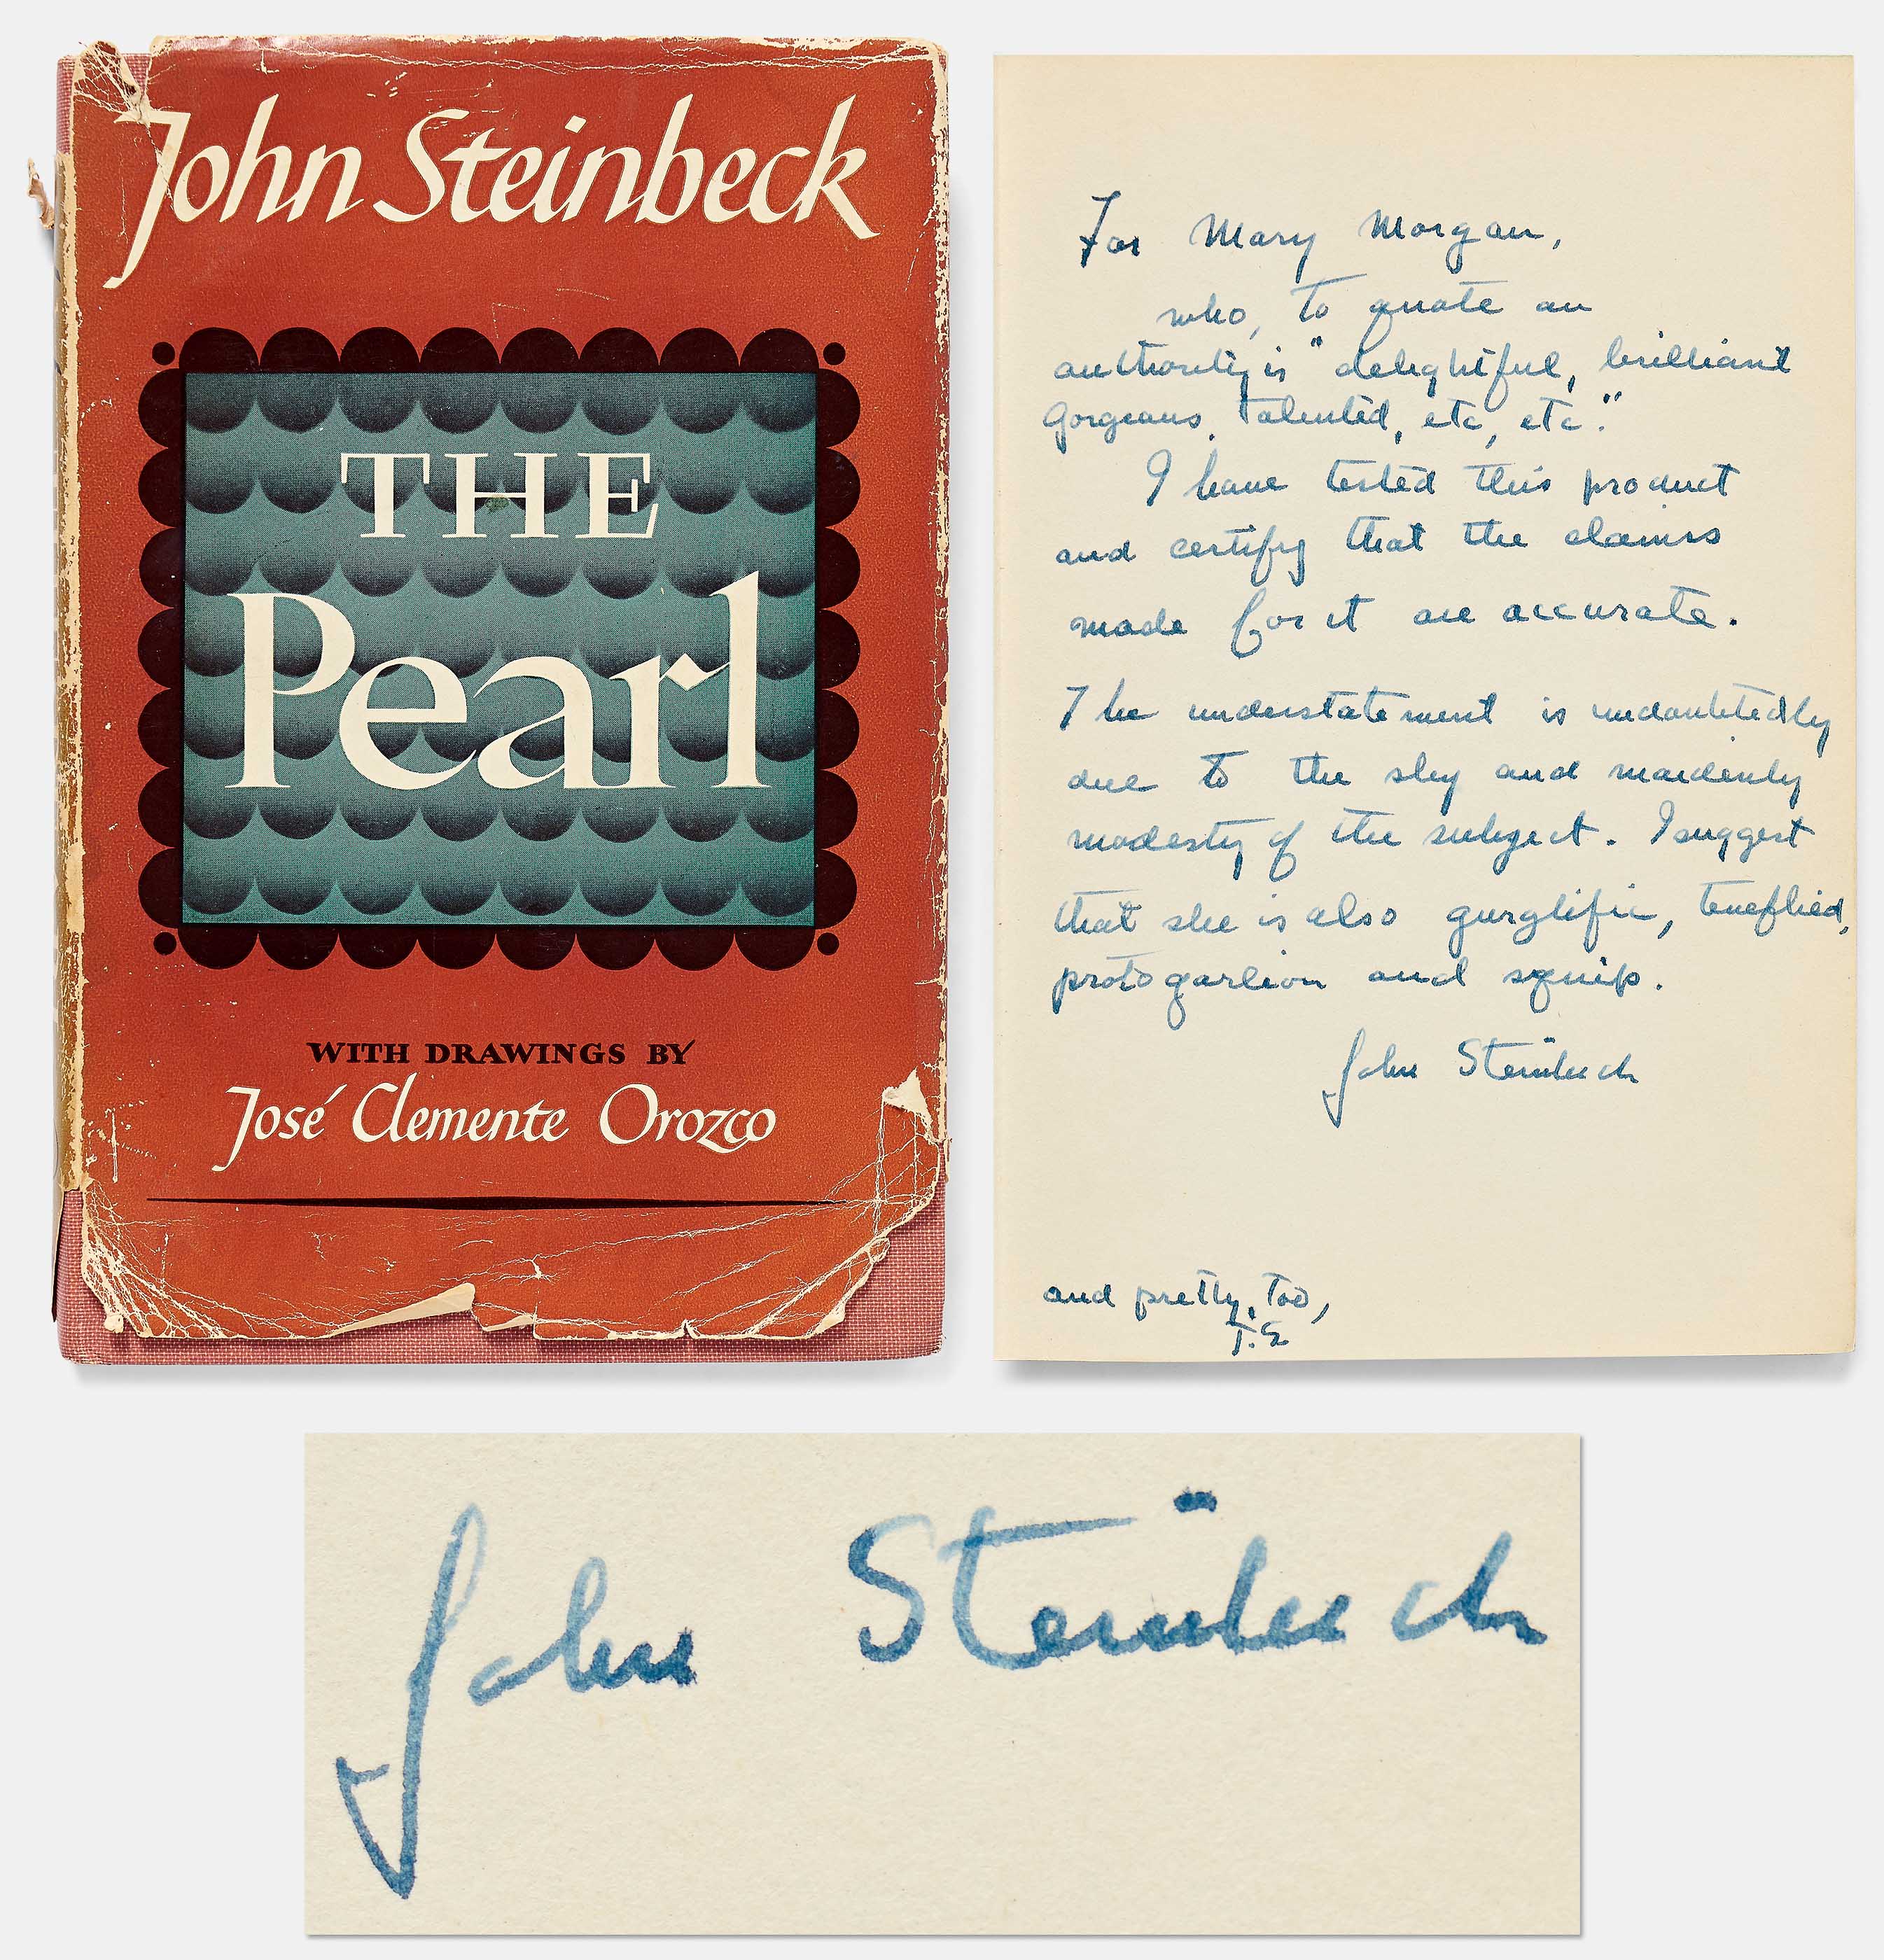 John Steinbeck
THE
Pearl
WITH DRAWINGS BY
José Clemente Orozco
For Mary Morgan,
who, to quote an
authority is "delightful, brilliant
gorgeous, talented, etc, etc."
I have tested this product
and certify that the claims
made for it are accurate.
The understatement is undoubtedly
due to the shy and maidenly
modesty of the subject. I suggest
that she is also gurglific,
protogarlion and squip.
John Steinbeck
and pretty, too,
J.S
John Steinbeck